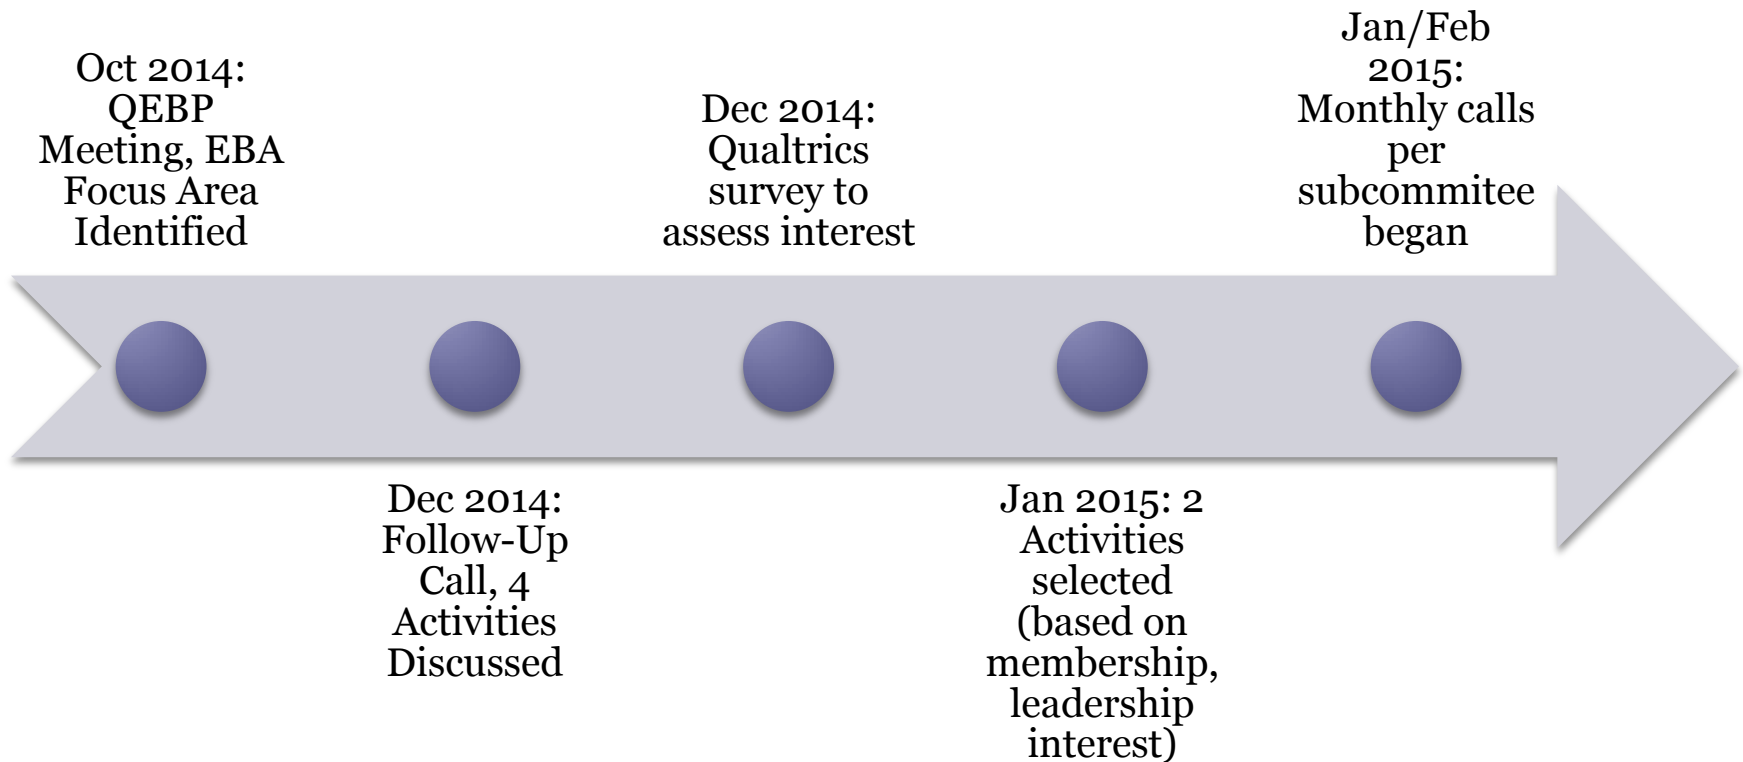 Oct 2014:
QEBP
Meeting, EBA
Focus Area
Identified
Dec 2014:
Follow-Up
Call, 4
Activities
Discussed
Dec 2014:
Qualtrics
survey to
assess interest
Jan 2015: 2
Activities
selected
(based on
membership,
leadership
interest)
Jan/Feb
2015:
Monthly calls
per
subcommitee
began